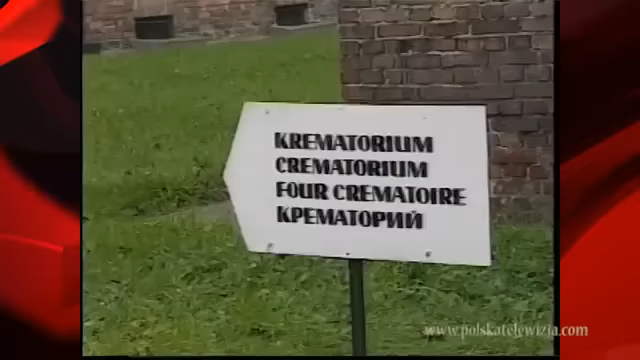 KREMATORIUM
CREMATORIUM
FOUR CREMATOIRE
КРЕМАТОРИЙ
www.polskatelewizja.com